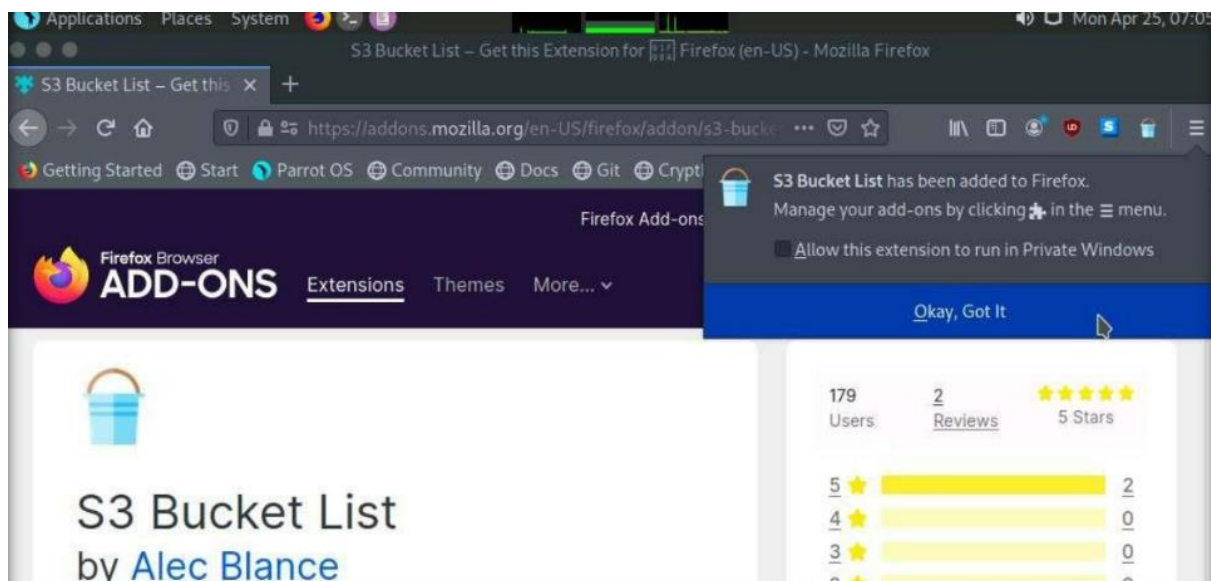 Applications Places System Mon Apr 25, 07:05
S3 Bucket List – Get this Extension for Firefox (en-US) - Mozilla Firefox
S3 Bucket List – Get this
https://addons.mozilla.org/en-US/firefox/addon/s3-bucke
Getting Started Start Parrot OS Community Docs Git Crypt
S3 Bucket List has been added to Firefox.
Manage your add-ons by clicking in the menu.
Allow this extension to run in Private Windows
Okay, Got It
Firefox Add-ons
Firefox Browser
ADD-ONS Extensions Themes More...
179 2
Users Reviews 5 Stars
S3 Bucket List
by Alec Blance
5 2
4 0
3 0